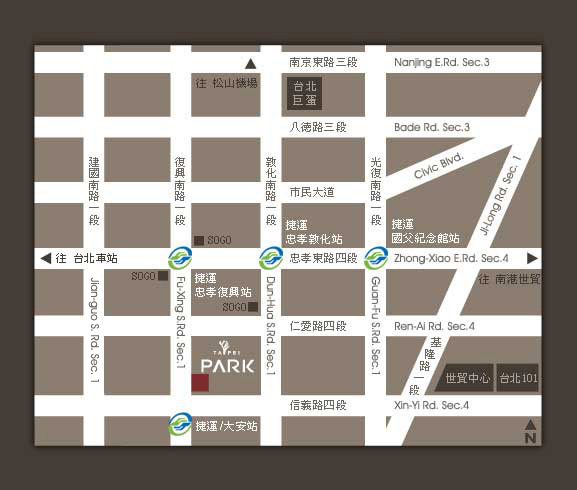 南京東路三段 Nanjing E.Rd. Sec.3
往 松山機場
台北
巨蛋
八德路三段 Bade Rd. Sec.3
建國南路一段
復興南路一段
敦化南路一段
光復南路一段
Civic Blvd.
Ji-Long Rd. Sec. 1
市民大道
捷運
忠孝敦化站
捷運
國父紀念館站
SOGO
往 台北車站
忠孝東路四段 Zhong-Xiao E.Rd. Sec.4
往 南港世貿
SOGO
捷運
忠孝復興站
SOGO
Jian-guo S. Rd. Sec. 1
Fu-Xing S.Rd. Sec.1
Dun-Hua S.Rd. Sec.1
Guan-Fu S.Rd. Sec.1
仁愛路四段 Ren-Ai Rd. Sec.4
基隆路一段
TAIPEI
PARK
世貿中心
台北101
信義路四段 Xin-Yi Rd. Sec.4
捷運/大安站
N